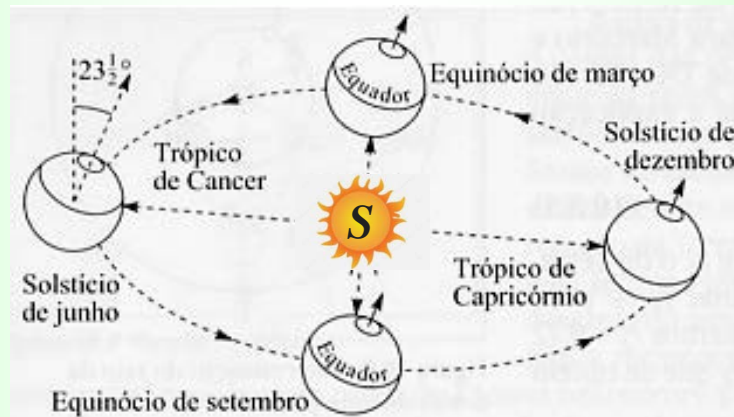 23½°
Equador
Equinócio de março
Solstício de
dezembro
Trópico
de Cancer
S
Solstício
de junho
Trópico de
Capricórnio
Equador
Equinócio de setembro